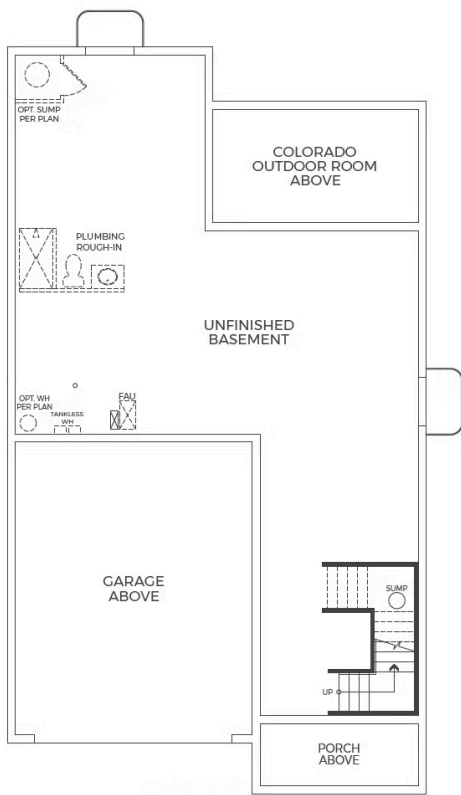 OPT. SUMP
PER PLAN
COLORADO
OUTDOOR ROOM
ABOVE
PLUMBING
ROUGH-IN
UNFINISHED
BASEMENT
OPT. WH
PER PLAN
TANKLESS
WH
FAU
GARAGE
ABOVE
SUMP
UP
PORCH
ABOVE